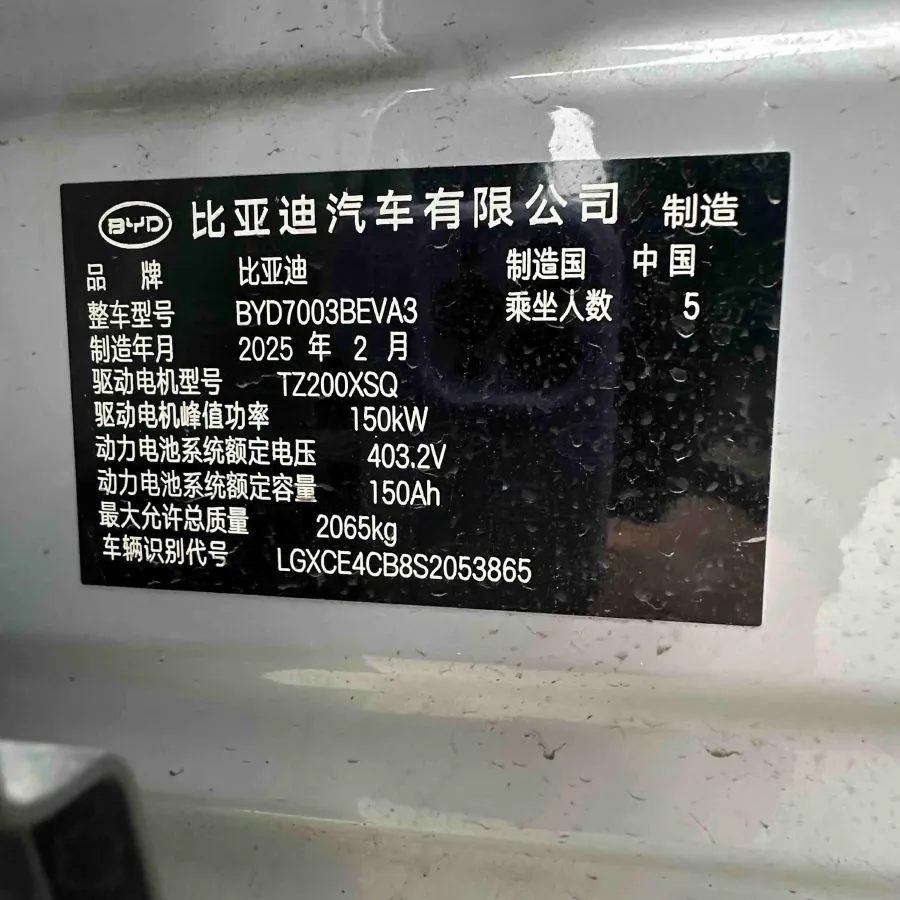 BYD 比亚迪汽车有限公司 制造
品牌 比亚迪 制造国 中国
整车型号 BYD7003BEVA3 乘坐人数 5
制造年月 2025 年 2 月
驱动电机型号 TZ200XSQ
驱动电机峰值功率 150kW
动力电池系统额定电压 403.2V
动力电池系统额定容量 150Ah
最大允许总质量 2065kg
车辆识别代号 LGXCE4CB8S2053865